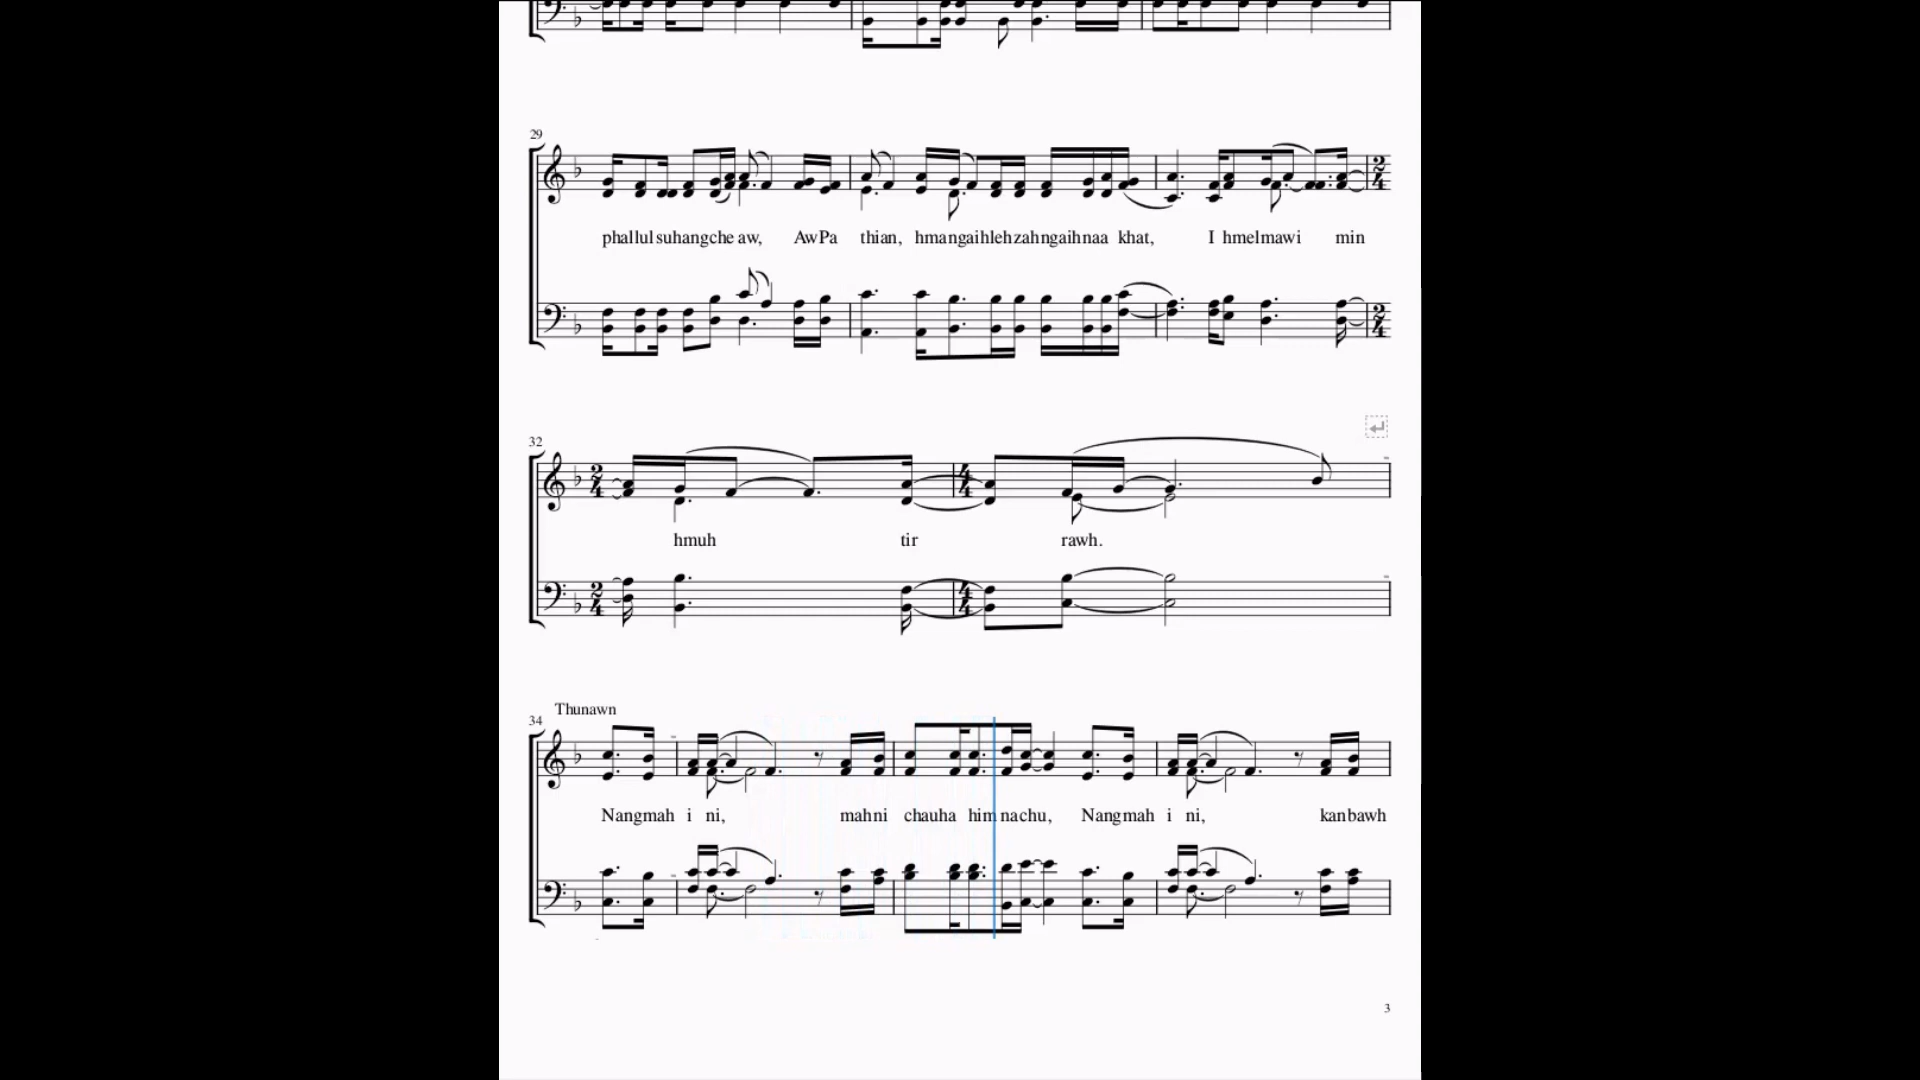 29
phallul suhangche aw, AwPa thian, hmangaihlehzahngaihnaa khat, I hmelmawi min
32
hmuh tir rawh.
Thunawn
34
Nangmah i ni, mahni chauha him nachu, Nangmah i ni, kanbawh
3